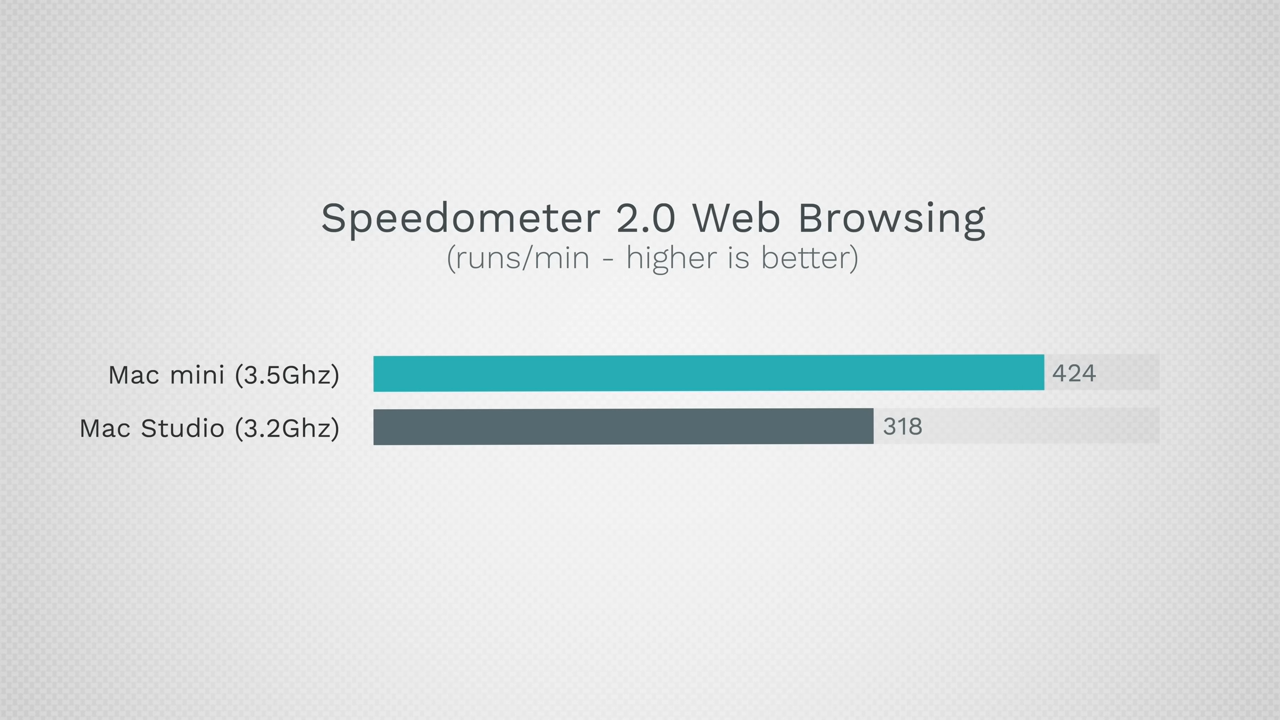 Speedometer 2.0 Web Browsing
(runs/min - higher is better)
Mac mini (3.5Ghz) 424
Mac Studio (3.2Ghz) 318